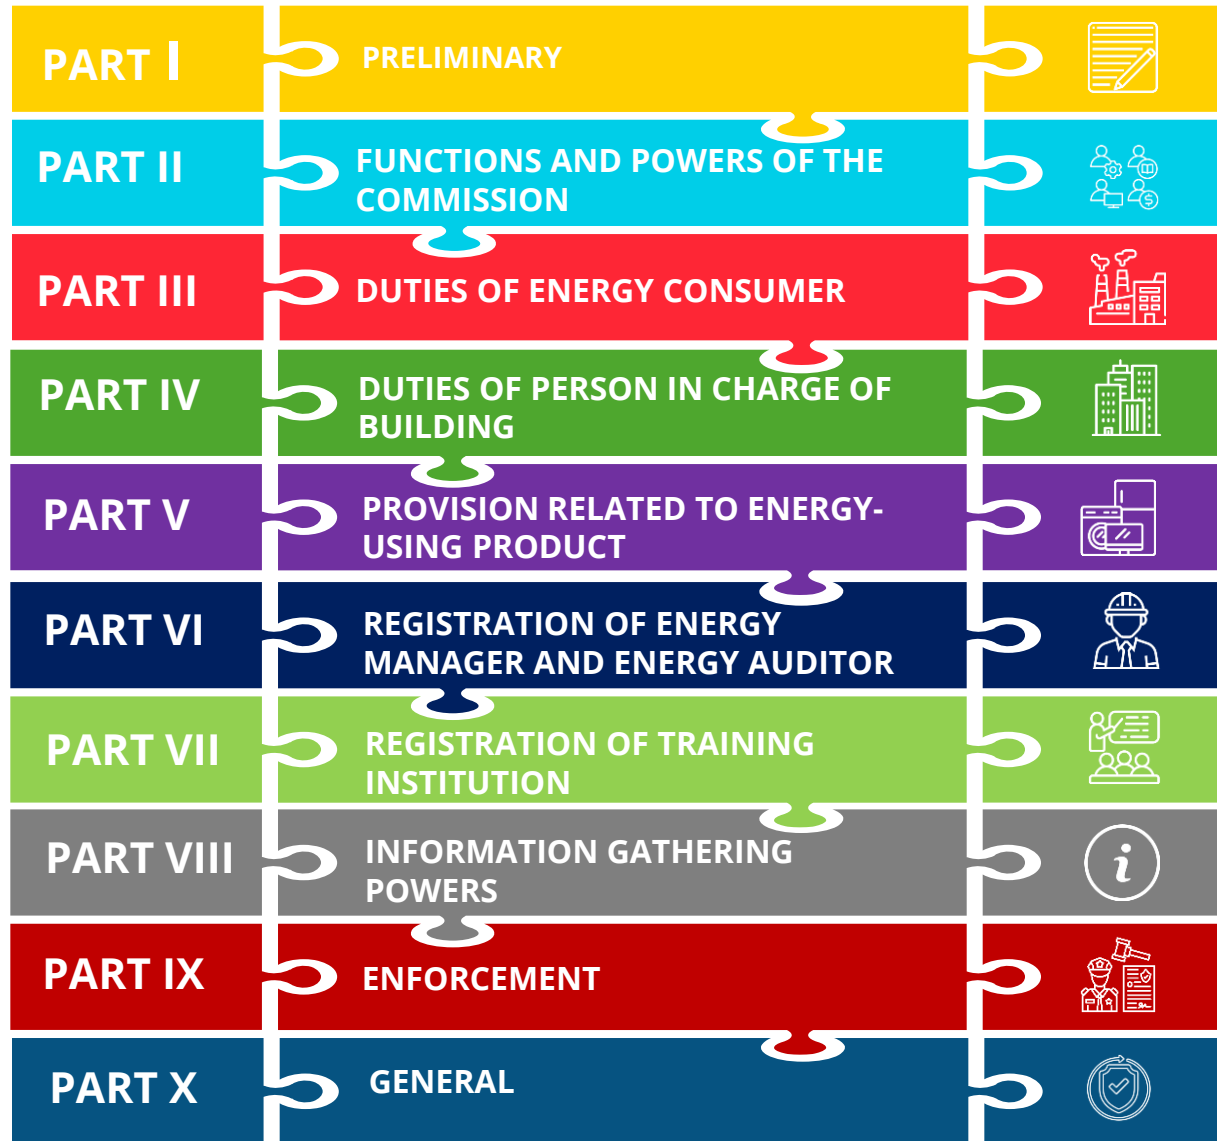 PART I
PRELIMINARY
PART II
FUNCTIONS AND POWERS OF THE
COMMISSION
PART III
DUTIES OF ENERGY CONSUMER
PART IV
DUTIES OF PERSON IN CHARGE OF
BUILDING
PART V
PROVISION RELATED TO ENERGY-
USING PRODUCT
PART VI
REGISTRATION OF ENERGY
MANAGER AND ENERGY AUDITOR
PART VII
REGISTRATION OF TRAINING
INSTITUTION
PART VIII
INFORMATION GATHERING
POWERS
i
PART IX
ENFORCEMENT
PART X
GENERAL